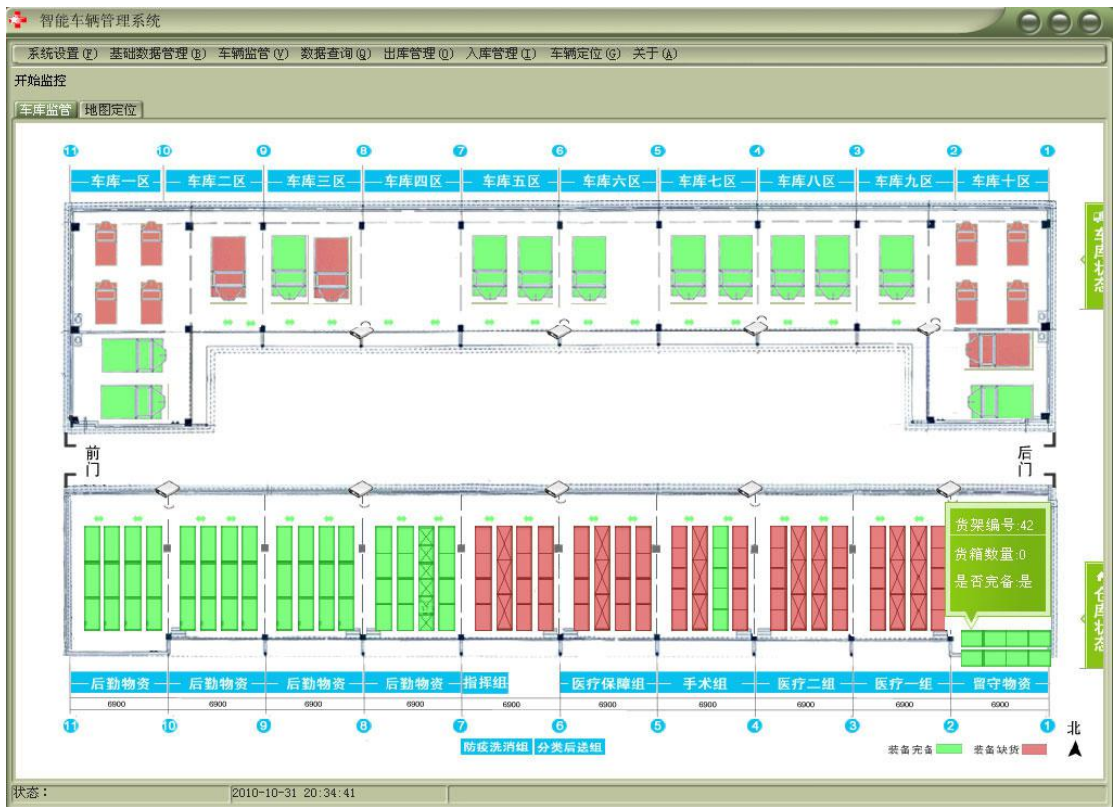 智能车辆管理系统
系统设置(F) 基础数据管理(B) 车辆监管(V) 数据查询(Q) 出库管理(O) 入库管理(I) 车辆定位(G) 关于(A)
开始监控
车库监管 地图定位
11 10 9 8 7 6 5 4 3 2 1
车库一区 车库二区 车库三区 车库四区 车库五区 车库六区 车库七区 车库八区 车库九区 车库十区
车库状态
前门
后门
货架编号:42
货箱数量:0
是否完备:是
仓库状态
后勤物资 后勤物资 后勤物资 后勤物资 指挥组 医疗保障组 手术组 医疗二组 医疗一组 留守物资
6900 6900 6900 6900 6900 6900 6900 6900 6900 6900
11 10 9 8 7 6 5 4 3 2 1
北
防疫洗消组 分类后送组
装备完备 装备缺货
状态： 2010-10-31 20:34:41